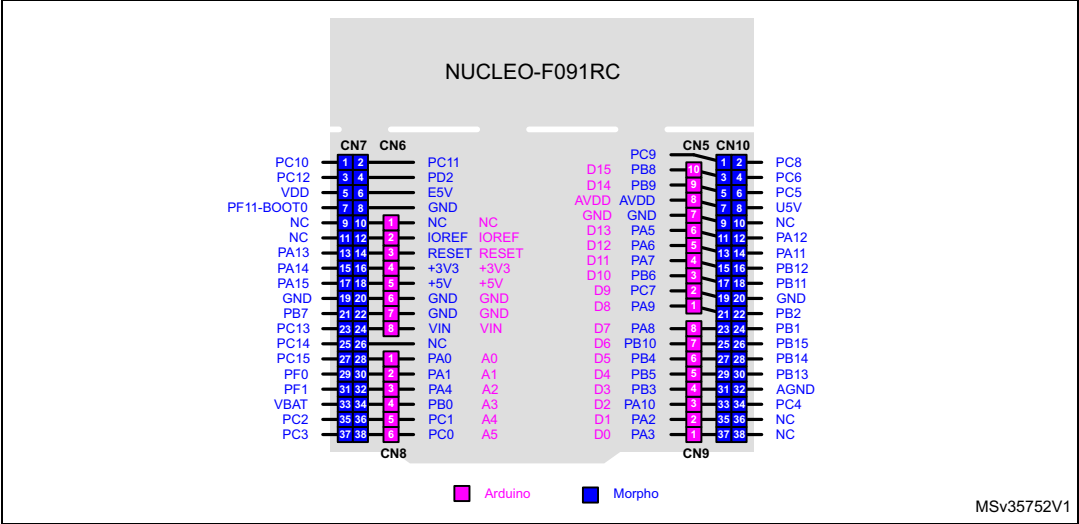 NUCLEO-F091RC
CN7 CN6 CN5 CN10
PC9
PC10 1 2 PC11 1 2 PC8
D15 PB8 10
PC12 3 4 PD2 3 4 PC6
D14 PB9 9
VDD 5 6 E5V 5 6 PC5
AVDD AVDD 8
PF11-BOOT0 7 8 GND 7 8 U5V
GND GND 7
NC 9 10 1 NC NC 9 10 NC
D13 PA5 6
NC 11 12 2 IOREF IOREF 11 12 PA12
D12 PA6 5
PA13 13 14 3 RESET RESET 13 14 PA11
D11 PA7 4
PA14 15 16 4 +3V3 +3V3 15 16 PB12
D10 PB6 3
PA15 17 18 5 +5V +5V 17 18 PB11
D9 PC7 2
GND 19 20 6 GND GND 19 20 GND
D8 PA9 1
PB7 21 22 7 GND GND 21 22 PB2
PC13 23 24 8 VIN VIN D7 PA8 8 23 24 PB1
PC14 25 26 NC D6 PB10 7 25 26 PB15
PC15 27 28 1 PA0 A0 D5 PB4 6 27 28 PB14
PF0 29 30 2 PA1 A1 D4 PB5 5 29 30 PB13
PF1 31 32 3 PA4 A2 D3 PB3 4 31 32 AGND
VBAT 33 34 4 PB0 A3 D2 PA10 3 33 34 PC4
PC2 35 36 5 PC1 A4 D1 PA2 2 35 36 NC
PC3 37 38 6 PC0 A5 D0 PA3 1 37 38 NC
CN8 CN9
Arduino Morpho
MSv35752V1